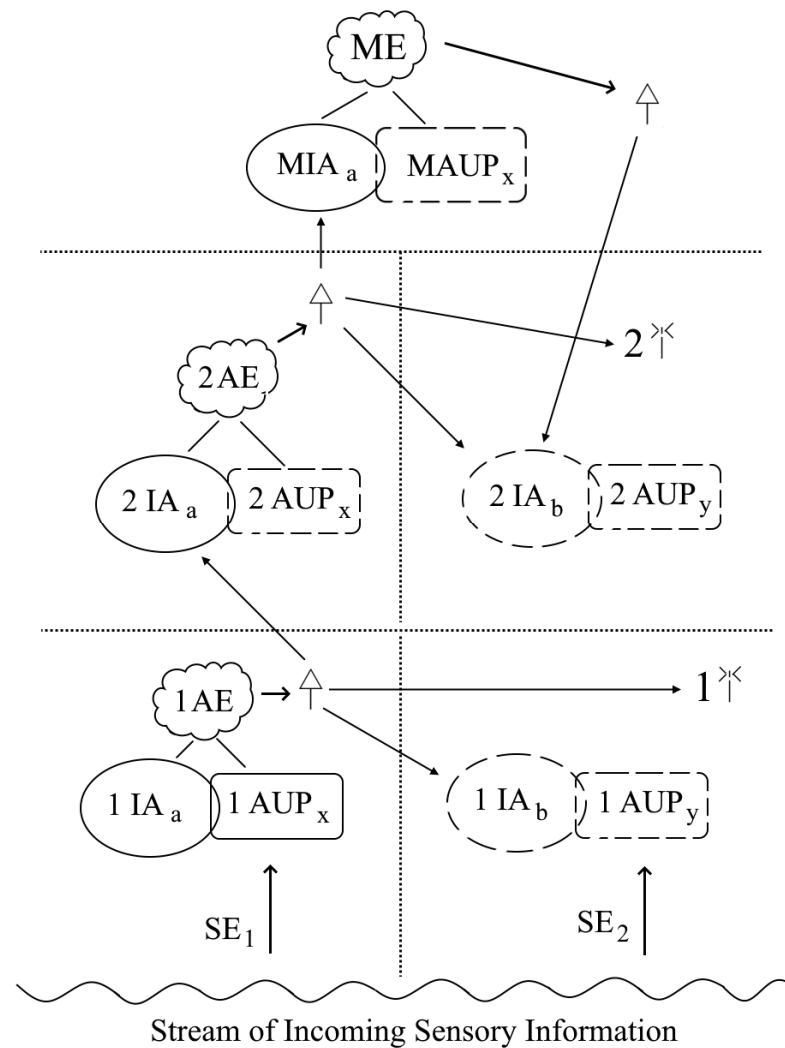 ME
MIA a MAUP x
2
2 AE
2 IA a 2 AUP x 2 IA b 2 AUP y
1 AE 1
1 IA a 1 AUP x 1 IA b 1 AUP y
SE 1 SE 2
Stream of Incoming Sensory Information